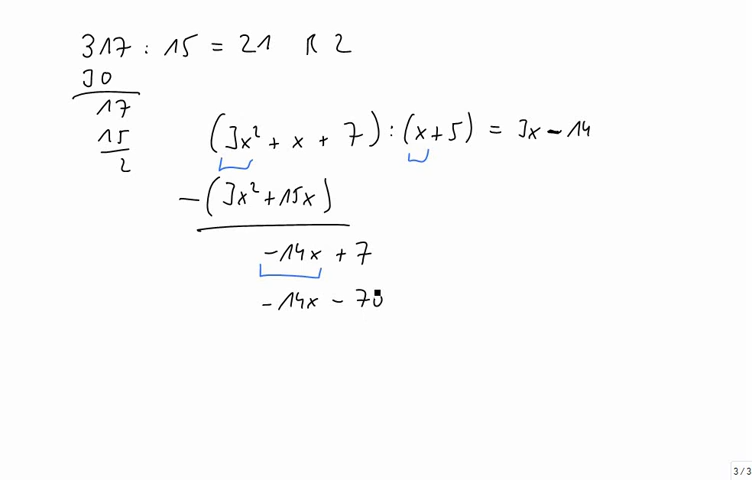 317 : 15 = 21 R 2
30
17
15
2
(3x² + x + 7) : (x + 5) = 3x - 14
- (3x² + 15x)
-14x + 7
-14x - 70
3 / 3